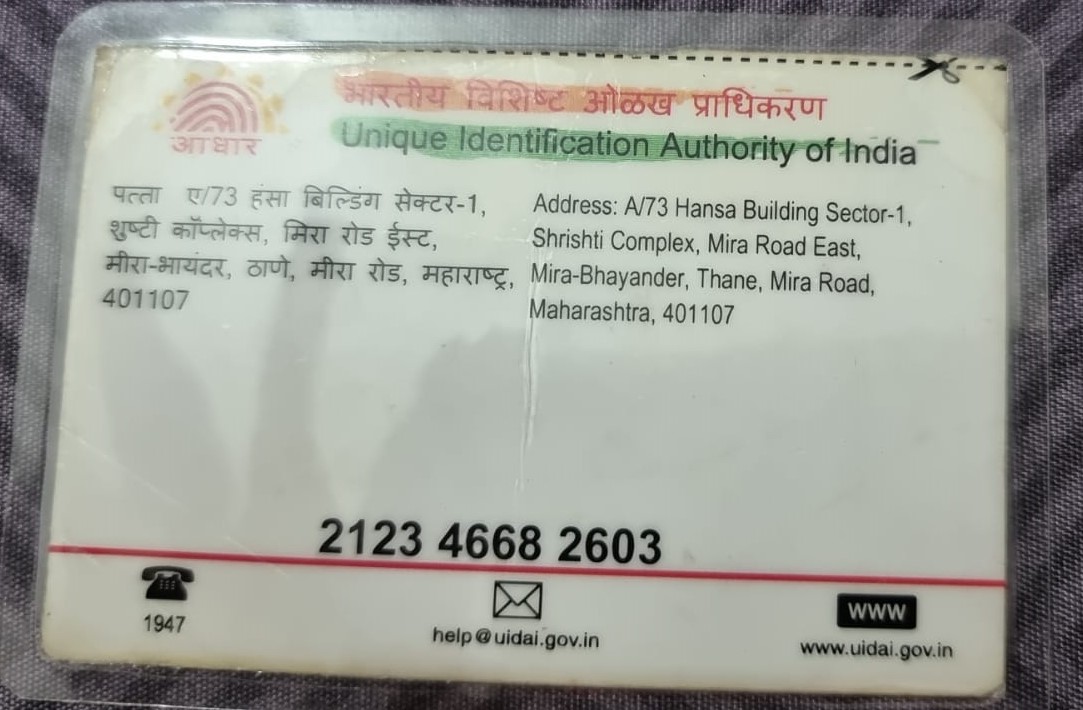 आधार
भारतीय विशिष्ट ओळख प्राधिकरण
Unique Identification Authority of India
पत्ता ए/73 हंसा बिल्डिंग सेक्टर-1,
शुष्टी कॉप्लेक्स, मिरा रोड ईस्ट,
मीरा-भायंदर, ठाणे, मीरा रोड, महाराष्ट्र,
401107
Address: A/73 Hansa Building Sector-1,
Shrishti Complex, Mira Road East,
Mira-Bhayander, Thane, Mira Road,
Maharashtra, 401107
2123 4668 2603
1947
help@uidai.gov.in
WWW
www.uidai.gov.in